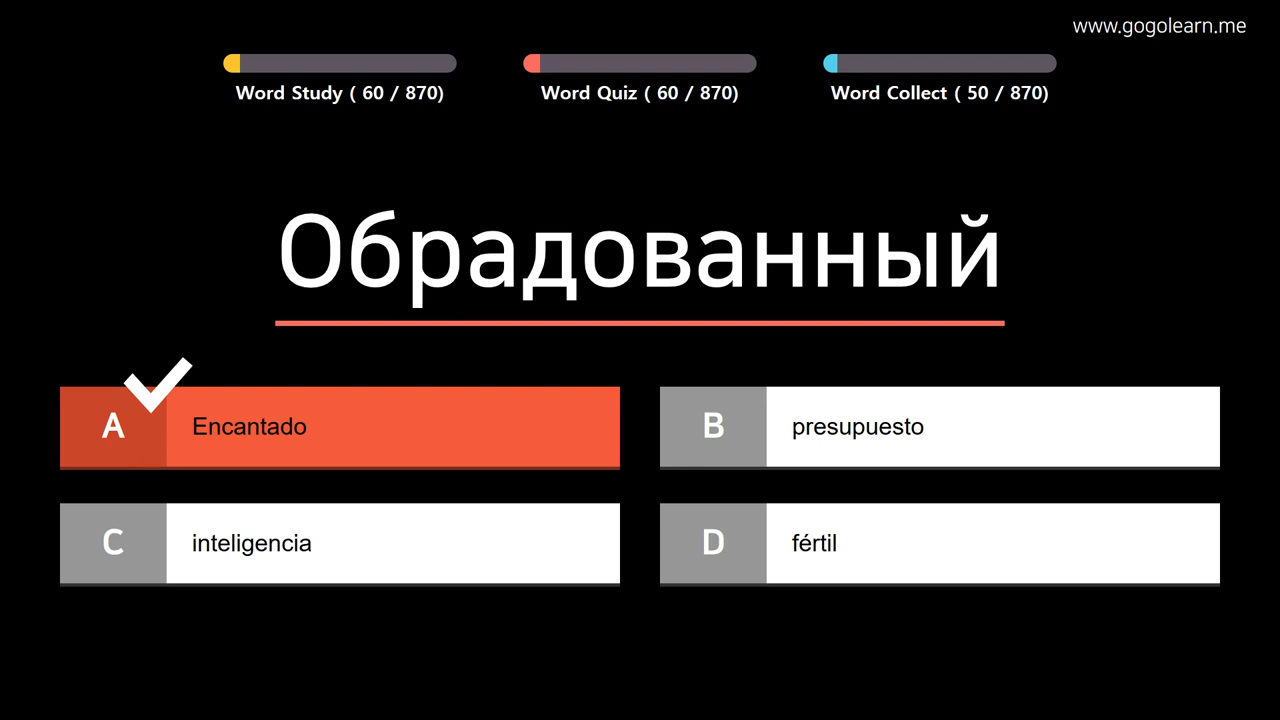 www.gogolearn.me
Word Study ( 60 / 870)
Word Quiz ( 60 / 870)
Word Collect ( 50 / 870)
Обрадованный
A Encantado
B presupuesto
C inteligencia
D fértil